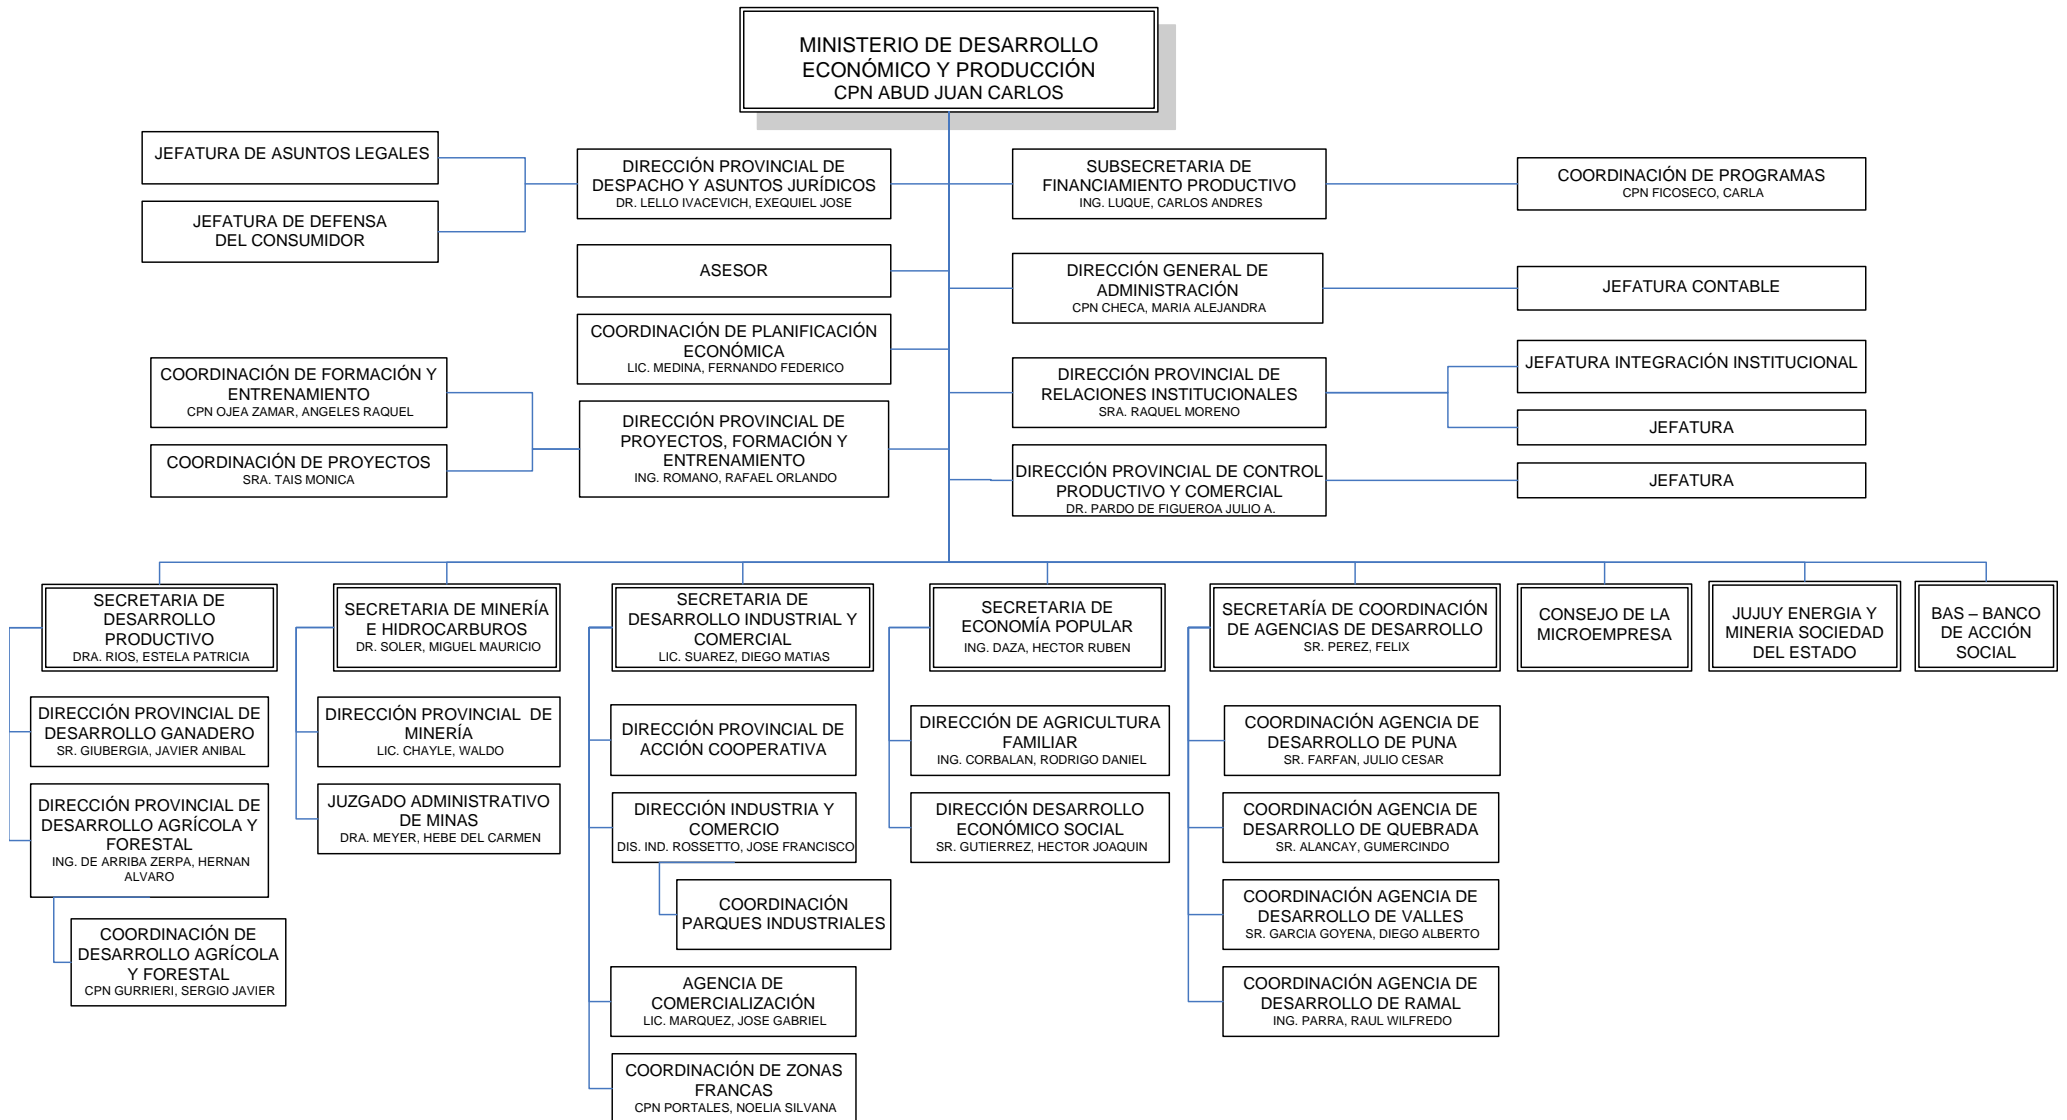 MINISTERIO DE DESARROLLO
ECONÓMICO Y PRODUCCIÓN
CPN ABUD JUAN CARLOS
JEFATURA DE ASUNTOS LEGALES
JEFATURA DE DEFENSA
DEL CONSUMIDOR
DIRECCIÓN PROVINCIAL DE
DESPACHO Y ASUNTOS JURÍDICOS
DR. LELLO IVACEVICH, EXEQUIEL JOSE
SUBSECRETARIA DE
FINANCIAMIENTO PRODUCTIVO
ING. LUQUE, CARLOS ANDRES
COORDINACIÓN DE PROGRAMAS
CPN FICOSECO, CARLA
ASESOR
DIRECCIÓN GENERAL DE
ADMINISTRACIÓN
CPN CHECA, MARIA ALEJANDRA
JEFATURA CONTABLE
COORDINACIÓN DE PLANIFICACIÓN
ECONÓMICA
LIC. MEDINA, FERNANDO FEDERICO
COORDINACIÓN DE FORMACIÓN Y
ENTRENAMIENTO
CPN OJEA ZAMAR, ANGELES RAQUEL
COORDINACIÓN DE PROYECTOS
SRA. TAIS MONICA
DIRECCIÓN PROVINCIAL DE
PROYECTOS, FORMACIÓN Y
ENTRENAMIENTO
ING. ROMANO, RAFAEL ORLANDO
DIRECCIÓN PROVINCIAL DE
RELACIONES INSTITUCIONALES
SRA. RAQUEL MORENO
JEFATURA INTEGRACIÓN INSTITUCIONAL
JEFATURA
DIRECCIÓN PROVINCIAL DE CONTROL
PRODUCTIVO Y COMERCIAL
DR. PARDO DE FIGUEROA JULIO A.
JEFATURA
SECRETARIA DE
DESARROLLO
PRODUCTIVO
DRA. RIOS, ESTELA PATRICIA
DIRECCIÓN PROVINCIAL DE
DESARROLLO GANADERO
SR. GIUBERGIA, JAVIER ANIBAL
DIRECCIÓN PROVINCIAL DE
DESARROLLO AGRÍCOLA Y
FORESTAL
ING. DE ARRIBA ZERPA, HERNAN
ALVARO
COORDINACIÓN DE
DESARROLLO AGRÍCOLA
Y FORESTAL
CPN GURRIERI, SERGIO JAVIER
SECRETARIA DE MINERÍA
E HIDROCARBUROS
DR. SOLER, MIGUEL MAURICIO
DIRECCIÓN PROVINCIAL DE
MINERÍA
LIC. CHAYLE, WALDO
JUZGADO ADMINISTRATIVO
DE MINAS
DRA. MEYER, HEBE DEL CARMEN
SECRETARIA DE
DESARROLLO INDUSTRIAL Y
COMERCIAL
LIC. SUAREZ, DIEGO MATIAS
DIRECCIÓN PROVINCIAL DE
ACCIÓN COOPERATIVA
DIRECCIÓN INDUSTRIA Y
COMERCIO
DIS. IND. ROSSETTO, JOSE FRANCISCO
COORDINACIÓN
PARQUES INDUSTRIALES
AGENCIA DE
COMERCIALIZACIÓN
LIC. MARQUEZ, JOSE GABRIEL
COORDINACIÓN DE ZONAS
FRANCAS
CPN PORTALES, NOELIA SILVANA
SECRETARIA DE
ECONOMÍA POPULAR
ING. DAZA, HECTOR RUBEN
DIRECCIÓN DE AGRICULTURA
FAMILIAR
ING. CORBALAN, RODRIGO DANIEL
DIRECCIÓN DESARROLLO
ECONÓMICO SOCIAL
SR. GUTIERREZ, HECTOR JOAQUIN
SECRETARÍA DE COORDINACIÓN
DE AGENCIAS DE DESARROLLO
SR. PEREZ, FELIX
COORDINACIÓN AGENCIA DE
DESARROLLO DE PUNA
SR. FARFAN, JULIO CESAR
COORDINACIÓN AGENCIA DE
DESARROLLO DE QUEBRADA
SR. ALANCAY, GUMERCINDO
COORDINACIÓN AGENCIA DE
DESARROLLO DE VALLES
SR. GARCIA GOYENA, DIEGO ALBERTO
COORDINACIÓN AGENCIA DE
DESARROLLO DE RAMAL
ING. PARRA, RAUL WILFREDO
CONSEJO DE LA
MICROEMPRESA
JUJUY ENERGIA Y
MINERIA SOCIEDAD
DEL ESTADO
BAS – BANCO
DE ACCIÓN
SOCIAL